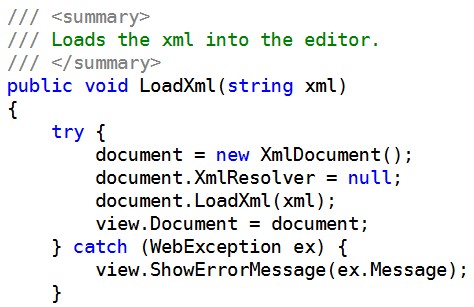 /// <summary>
/// Loads the xml into the editor.
/// </summary>
public void LoadXml(string xml)
{
    try {
        document = new XmlDocument();
        document.XmlResolver = null;
        document.LoadXml(xml);
        view.Document = document;
    } catch (WebException ex) {
        view.ShowErrorMessage(ex.Message);
    }